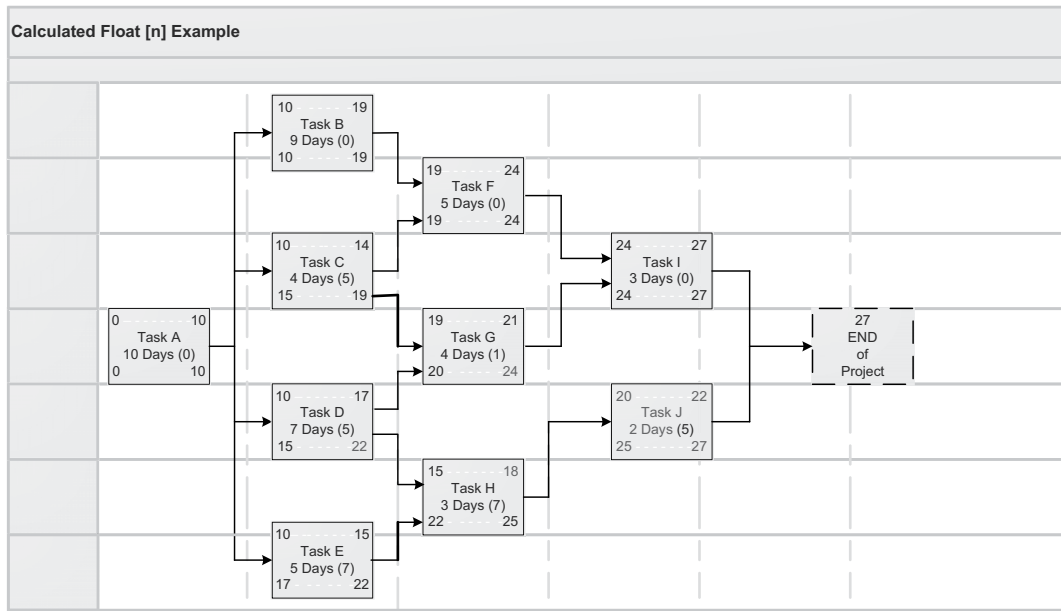 Calculated Float [n] Example
10 19
Task B
9 Days (0)
10 19
19 24
Task F
5 Days (0)
19 24
10 14
Task C
4 Days (5)
15 19
24 27
Task I
3 Days (0)
24 27
0 10
Task A
10 Days (0)
0 10
19 21
Task G
4 Days (1)
20 24
27
END
of
Project
10 17
Task D
7 Days (5)
15 22
20 22
Task J
2 Days (5)
25 27
15 18
Task H
3 Days (7)
22 25
10 15
Task E
5 Days (7)
17 22